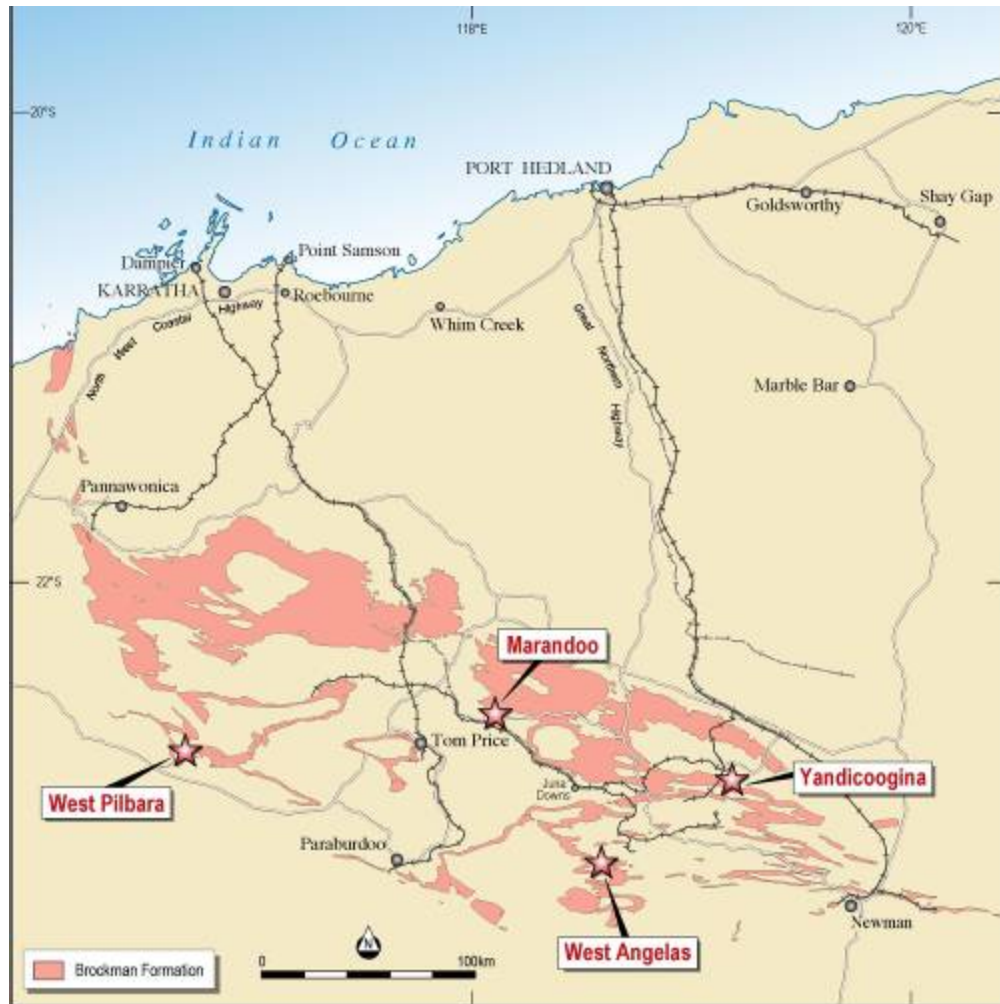 118°E
120°E
20°S
Indian Ocean
PORT HEDLAND
Goldsworthy
Shay Gap
Point Samson
Dampier
KARRATHA
Roebourne
North West Coastal Highway
Whim Creek
Great Northern Highway
Marble Bar
Pannawonica
22°S
Marandoo
Tom Price
Yandicoogina
West Pilbara
Juna
Downs
Paraburdoo
Newman
West Angelas
N
Brockman Formation
0 100km